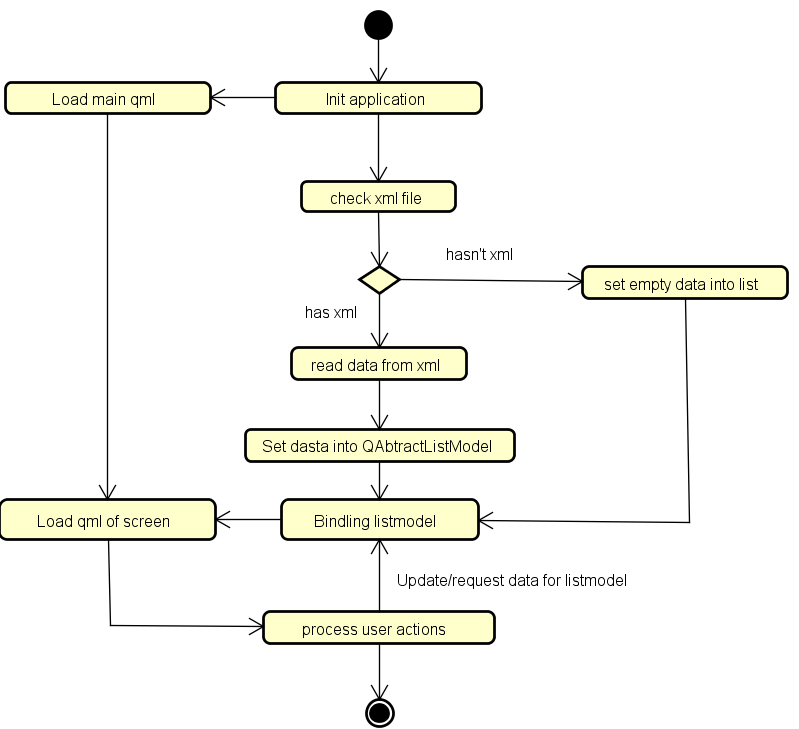 Load main qml
Init application
check xml file
hasn't xml
set empty data into list
has xml
read data from xml
Set dasta into QAbtractListModel
Load qml of screen
Bindling listmodel
Update/request data for listmodel
process user actions